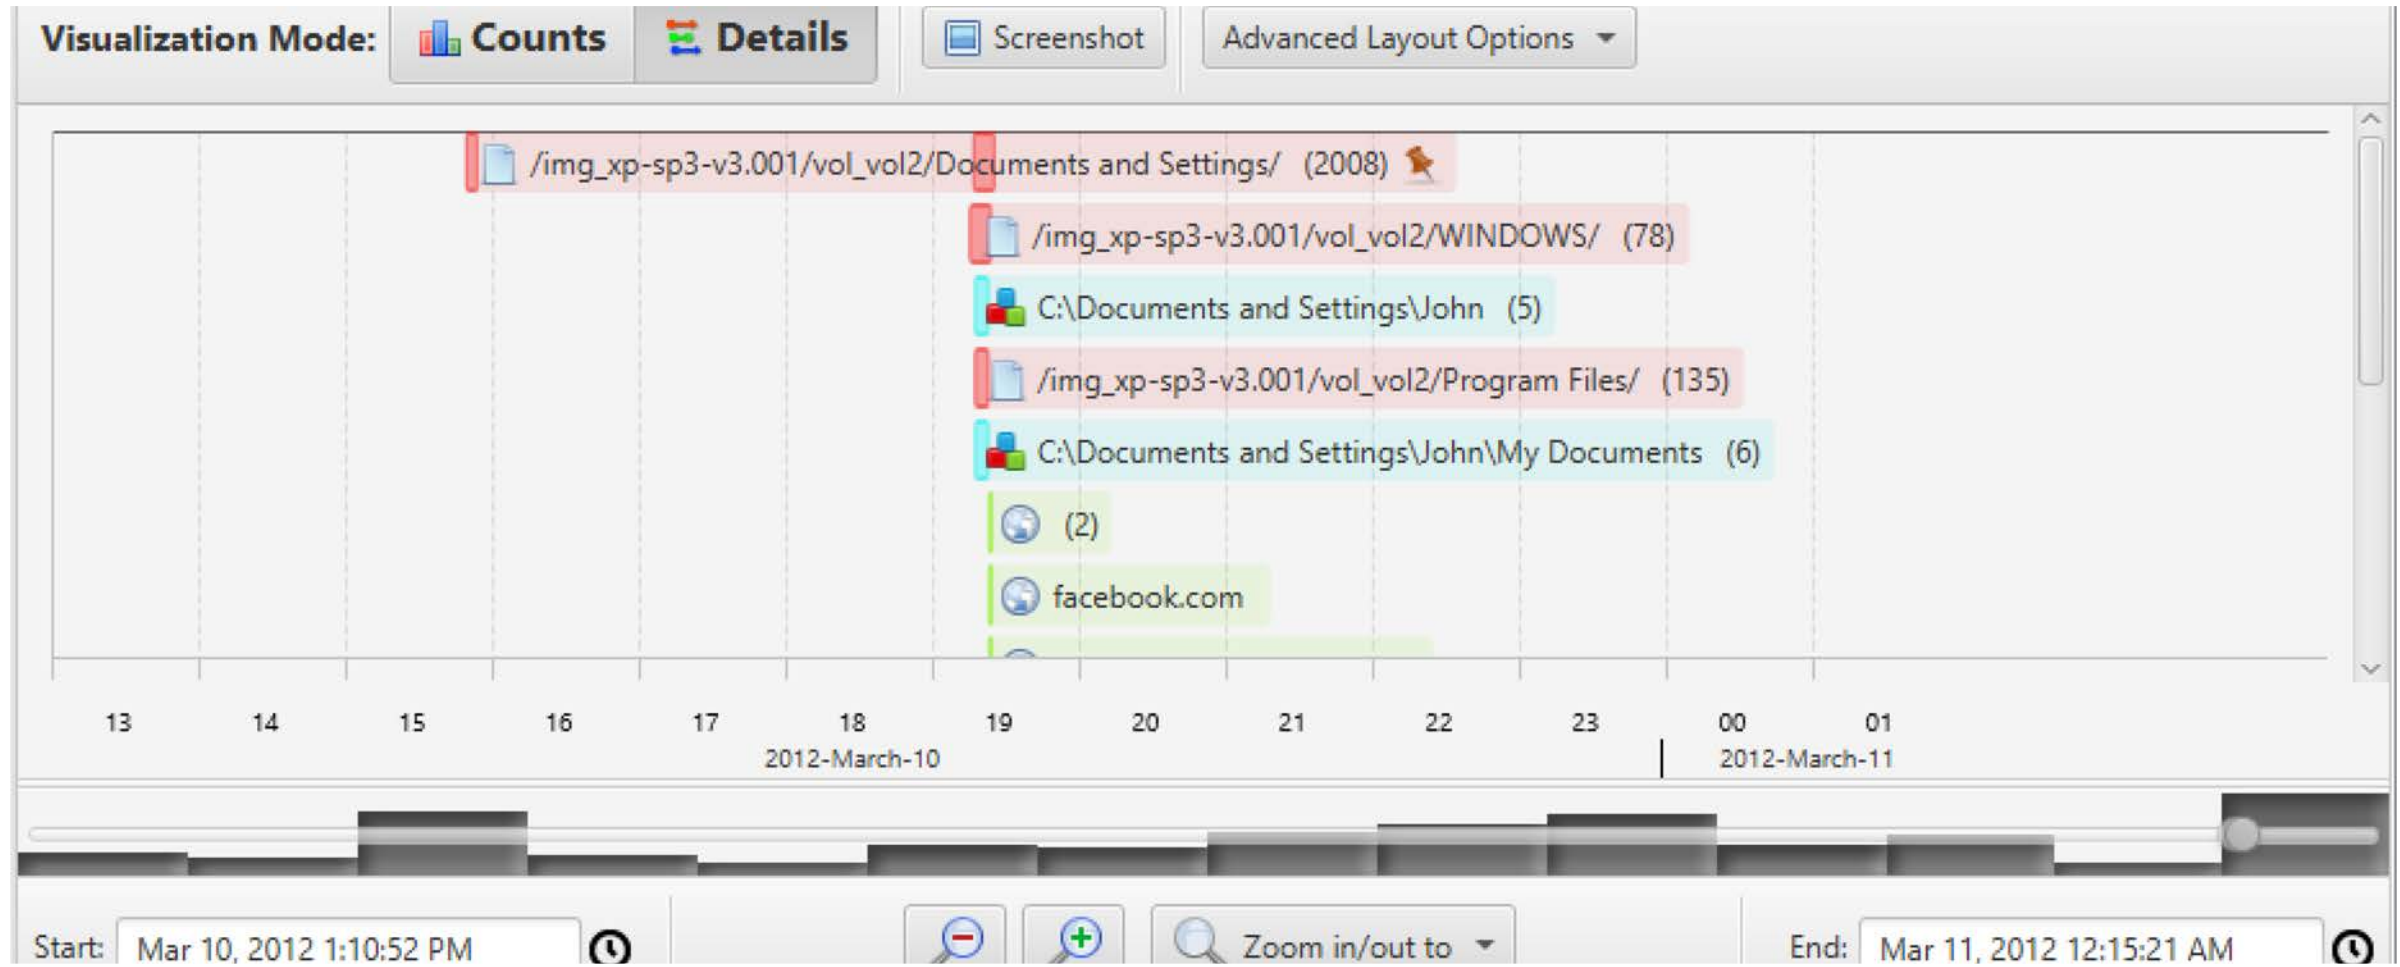 Visualization Mode: Counts Details Screenshot Advanced Layout Options
/img_xp-sp3-v3.001/vol_vol2/Documents and Settings/ (2008)
/img_xp-sp3-v3.001/vol_vol2/WINDOWS/ (78)
C:\Documents and Settings\John (5)
/img_xp-sp3-v3.001/vol_vol2/Program Files/ (135)
C:\Documents and Settings\John\My Documents (6)
(2)
facebook.com
13 14 15 16 17 18 19 20 21 22 23 00 01
2012-March-10 2012-March-11
Start: Mar 10, 2012 1:10:52 PM Zoom in/out to End: Mar 11, 2012 12:15:21 AM